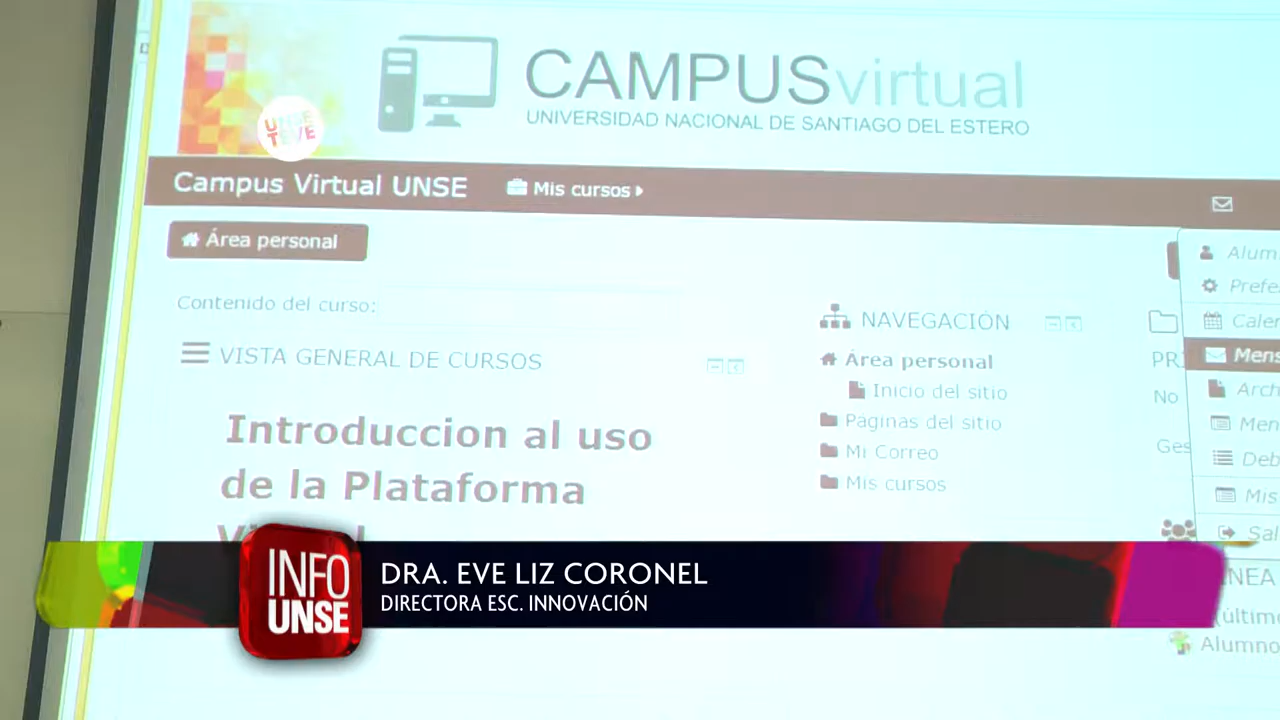 CAMPUSvirtual
UNIVERSIDAD NACIONAL DE SANTIAGO DEL ESTERO
UNSE
TEVE
Campus Virtual UNSE
Mis cursos
Área personal
Contenido del curso:
VISTA GENERAL DE CURSOS
Introduccion al uso
de la Plataforma
NAVEGACIÓN
Área personal
Inicio del sitio
Páginas del sitio
Mi Correo
Mis cursos
No
Mis
INFO
UNSE
DRA. EVE LIZ CORONEL
DIRECTORA ESC. INNOVACIÓN